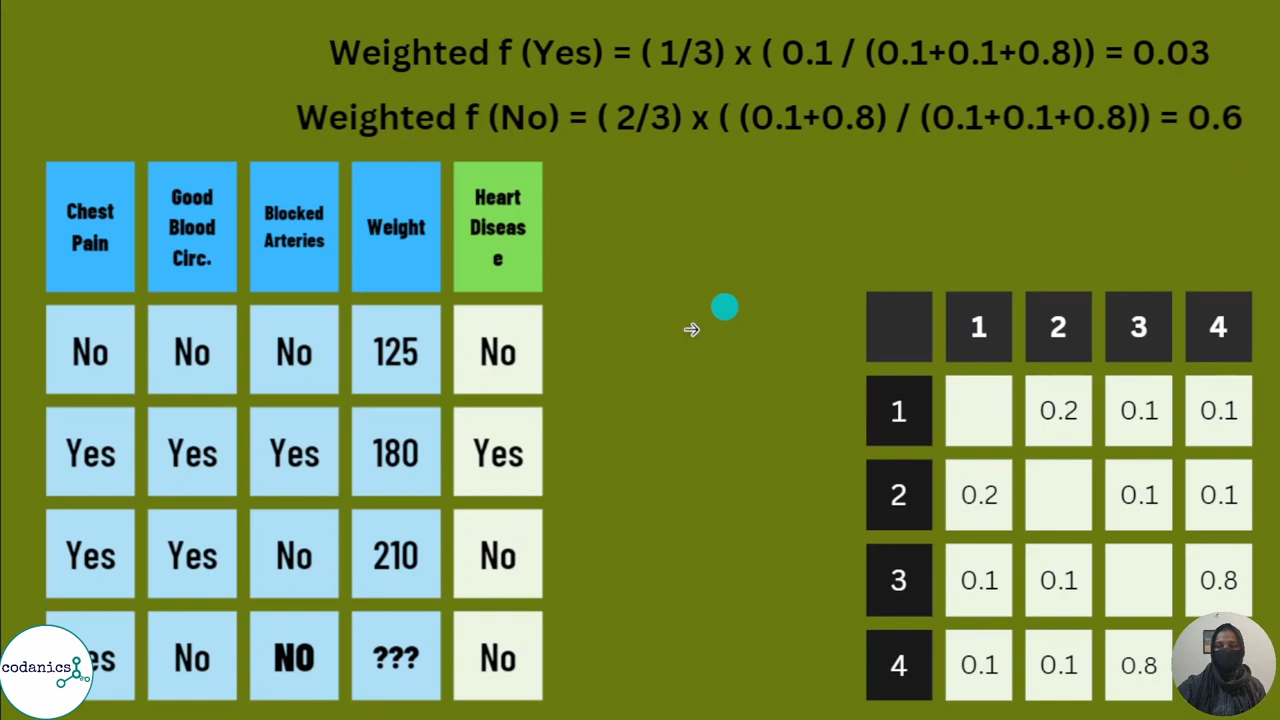 Weighted f (Yes) = ( 1/3) x ( 0.1 / (0.1+0.1+0.8)) = 0.03
Weighted f (No) = ( 2/3) x ( (0.1+0.8) / (0.1+0.1+0.8)) = 0.6
Chest Pain Good Blood Circ. Blocked Arteries Weight Heart Diseas e
No No No 125 No
Yes Yes Yes 180 Yes
Yes Yes No 210 No
es No NO ??? No
1 2 3 4
1 0.2 0.1 0.1
2 0.2 0.1 0.1
3 0.1 0.1 0.8
4 0.1 0.1 0.8
codanics